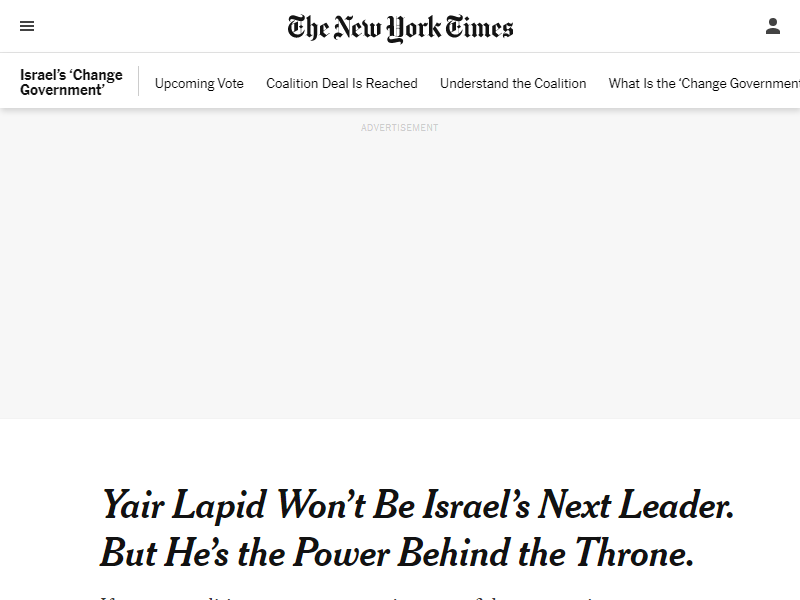 The New York Times
Israel's ‘Change
Government’
Upcoming Vote
Coalition Deal Is Reached
Understand the Coalition
What Is the ‘Change Government
ADVERTISEMENT
Yair Lapid Won’t Be Israel’s Next Leader.
But He’s the Power Behind the Throne.